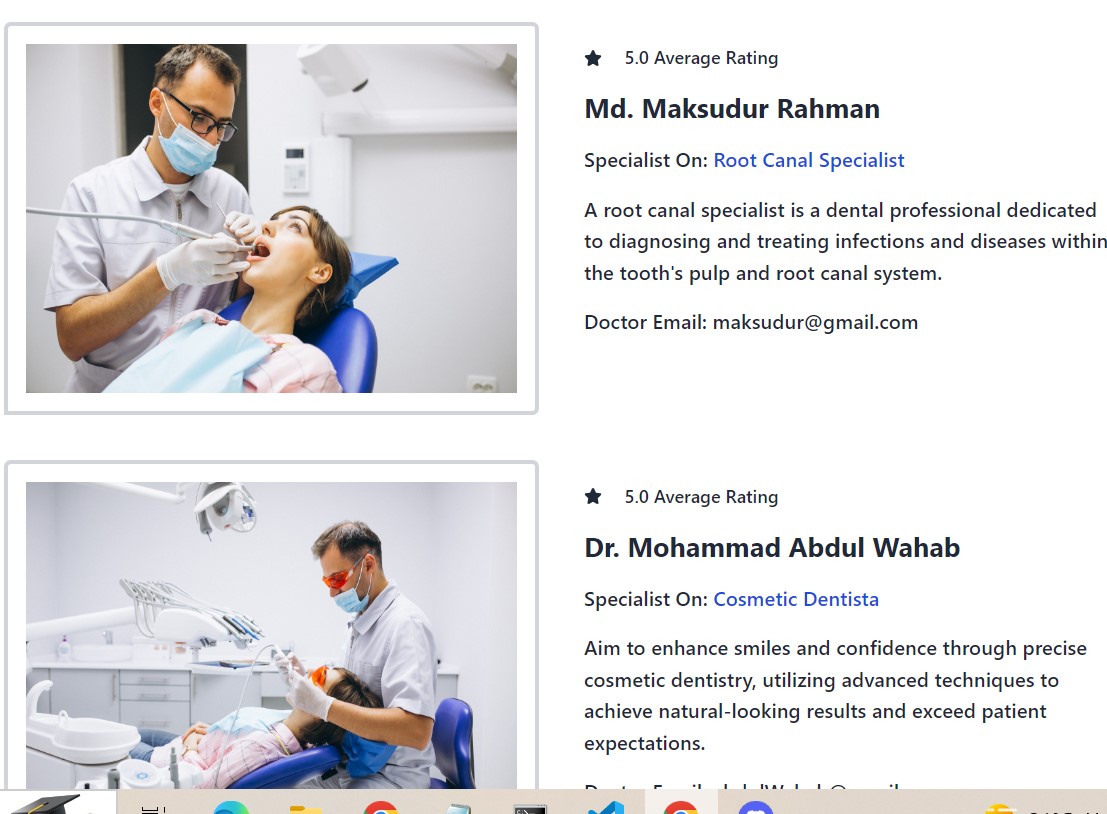 5.0 Average Rating
Md. Maksudur Rahman
Specialist On: Root Canal Specialist
A root canal specialist is a dental professional dedicated
to diagnosing and treating infections and diseases within
the tooth's pulp and root canal system.
Doctor Email: maksudur@gmail.com
5.0 Average Rating
Dr. Mohammad Abdul Wahab
Specialist On: Cosmetic Dentista
Aim to enhance smiles and confidence through precise
cosmetic dentistry, utilizing advanced techniques to
achieve natural-looking results and exceed patient
expectations.